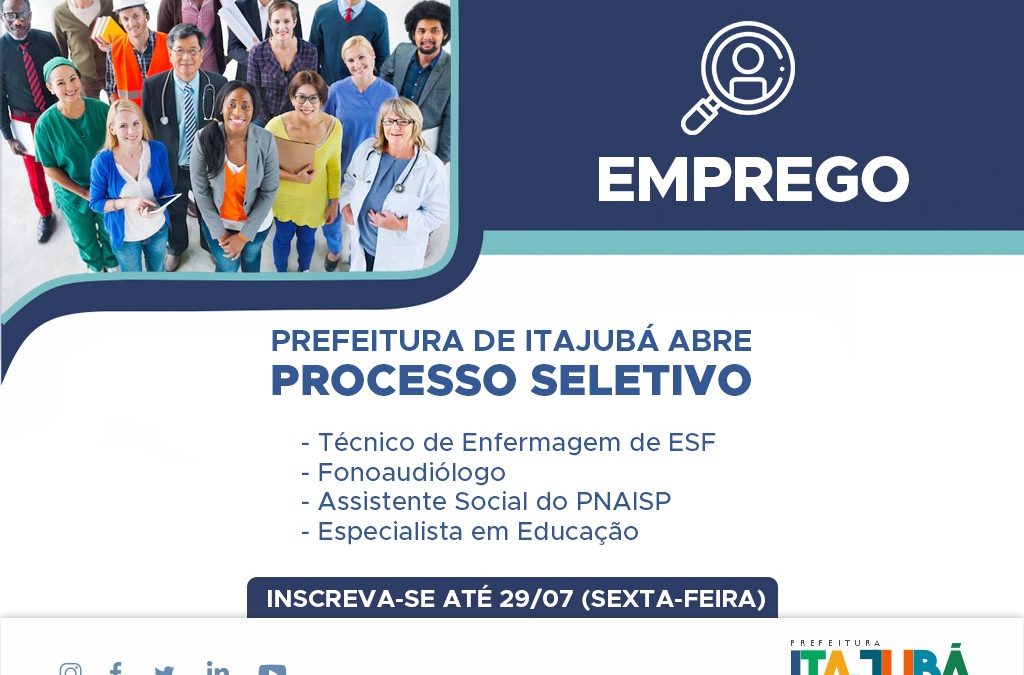 EMPREGO
PREFEITURA DE ITAJUBÁ ABRE
PROCESSO SELETIVO
- Técnico de Enfermagem de ESF
- Fonoaudiólogo
- Assistente Social do PNAISP
- Especialista em Educação
INSCREVA-SE ATÉ 29/07 (SEXTA-FEIRA)
PREFEITURA
ITAJUBÁ